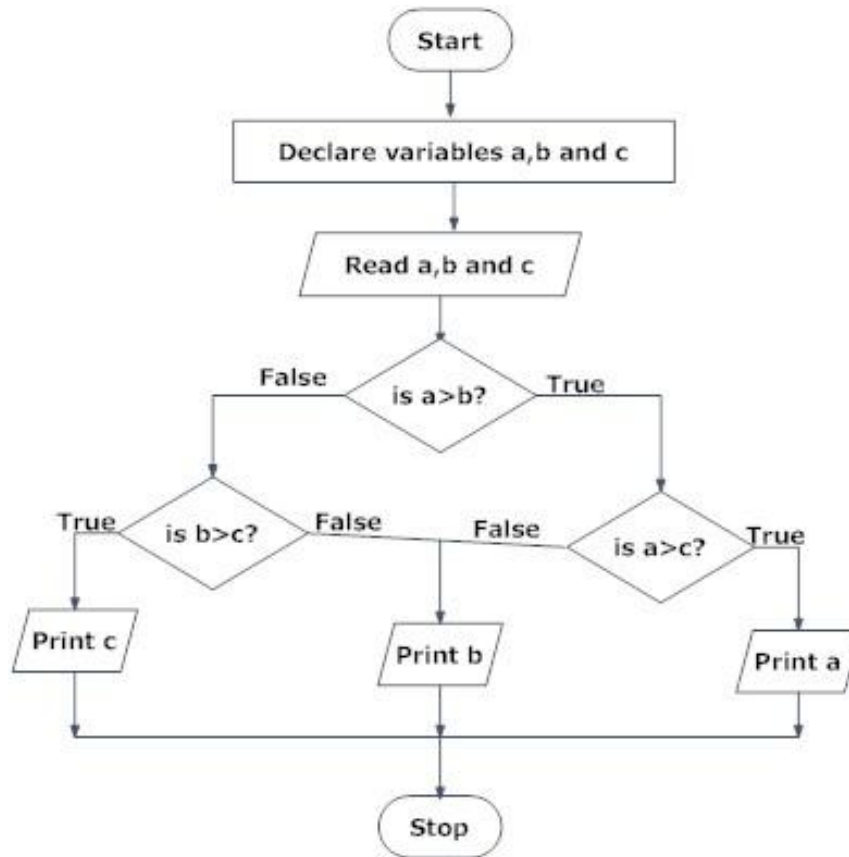 Start
Declare variables a,b and c
Read a,b and c
False
True
is a>b?
True
is b>c?
False
False
is a>c?
True
Print c
Print b
Print a
Stop